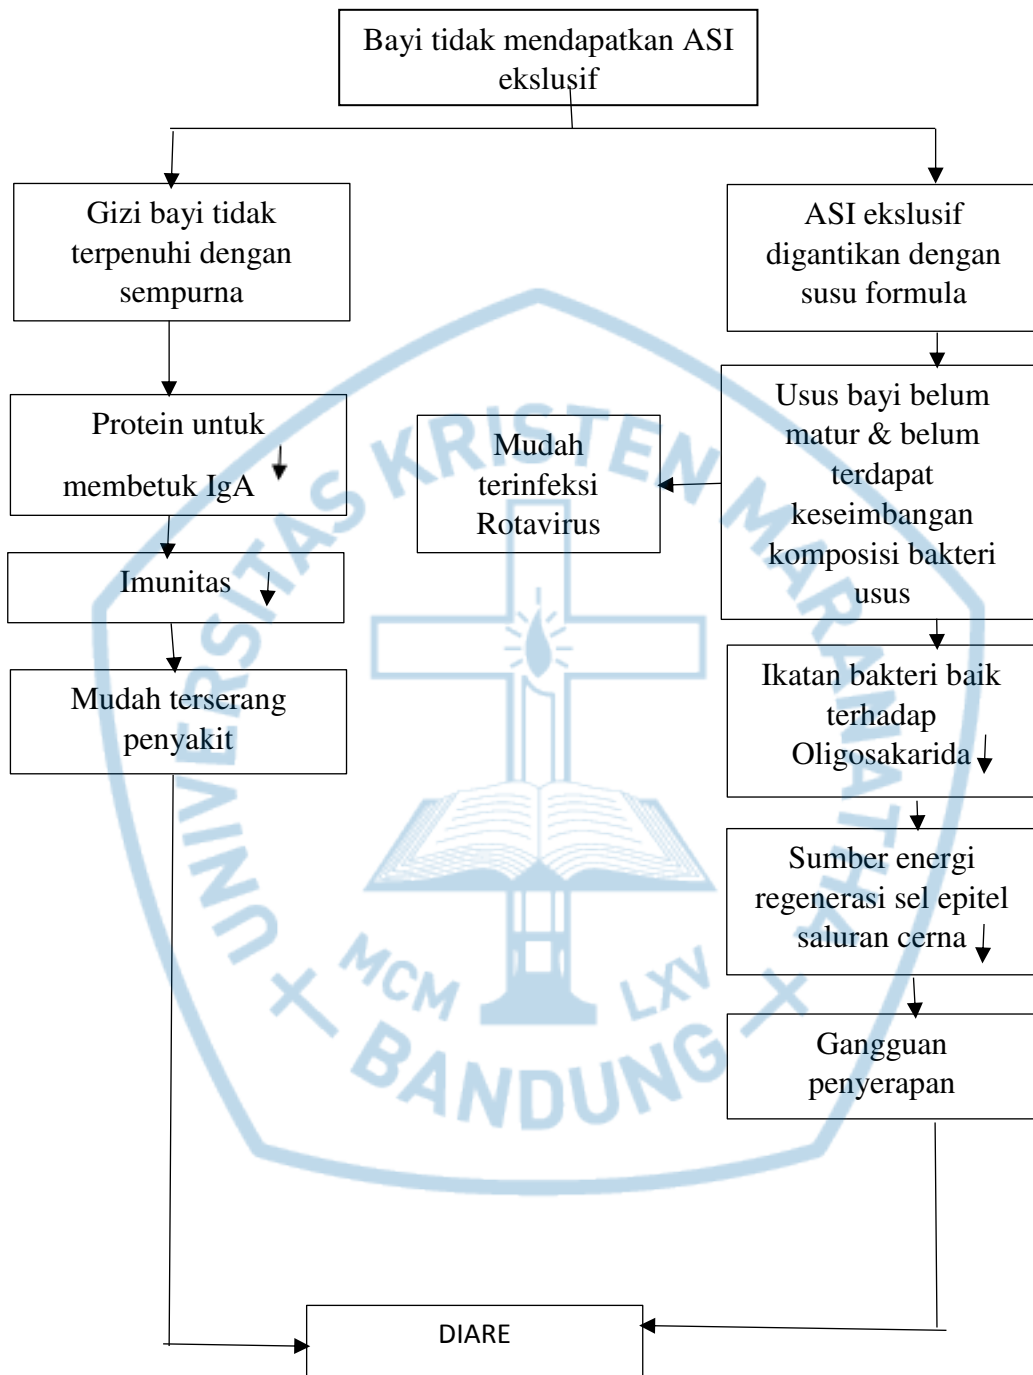 Bayi tidak mendapatkan ASI
ekslusif
Gizi bayi tidak
terpenuhi dengan
sempurna
Protein untuk
membetuk IgA
Imunitas
Mudah terserang
penyakit
ASI ekslusif
digantikan dengan
susu formula
Usus bayi belum
matur & belum
terdapat
keseimbangan
komposisi bakteri
usus
Mudah
terinfeksi
Rotavirus
Ikatan bakteri baik
terhadap
Oligosakarida
Sumber energi
regenerasi sel epitel
saluran cerna
Gangguan
penyerapan
DIARE
UNIVERSITAS KRISTEN MARANATHA
MCM LXV
BANDUNG